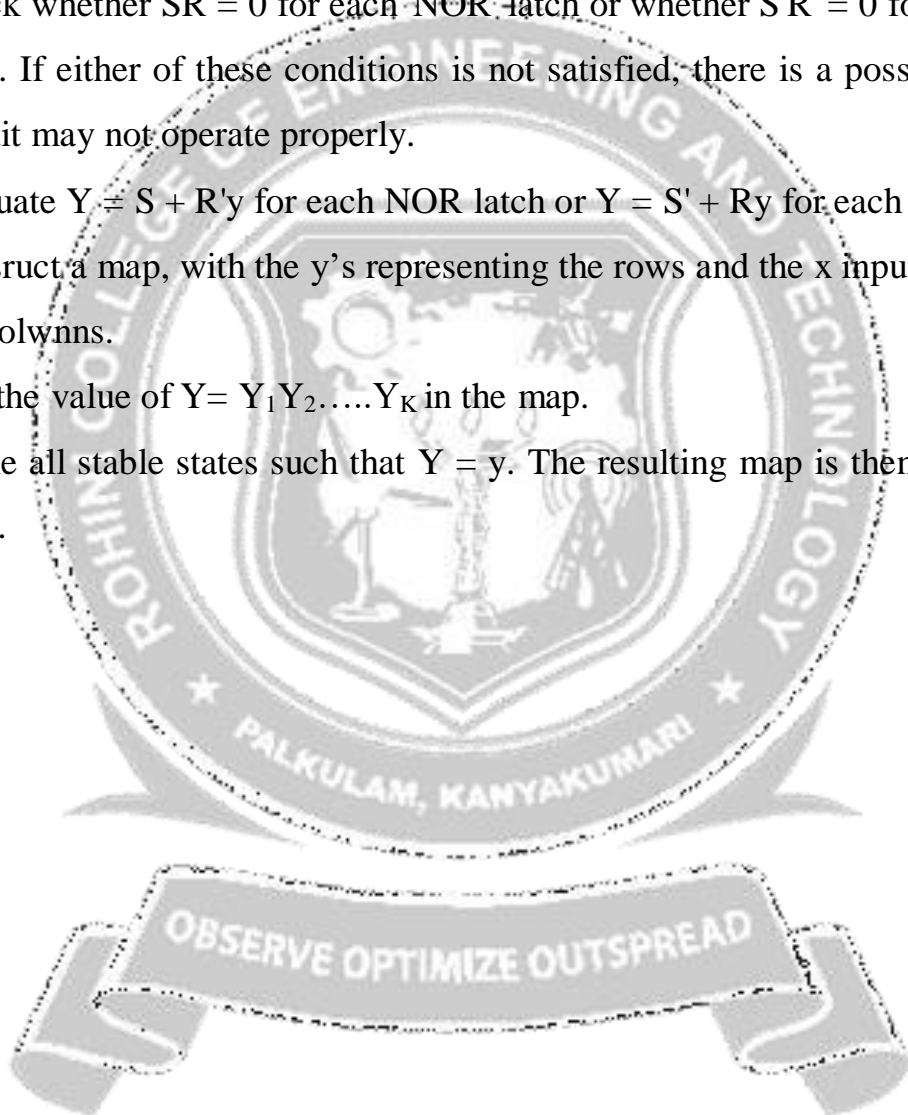 ck whether SR = 0 for each NOR latch or whether S'R' = 0 fo
. If either of these conditions is not satisfied, there is a poss
it may not operate properly.
uate Y = S + R'y for each NOR latch or Y = S' + Ry for each
truct a map, with the y's representing the rows and the x inpu
olwnns.
the value of Y= Y₁Y₂…..Yₖ in the map.
le all stable states such that Y = y. The resulting map is then
.
ROHINI COLLEGE OF ENGINEERING AND TECHNOLOGY
PALKULAM, KANYAKUMARI
OBSERVE OPTIMIZE OUTSPREAD